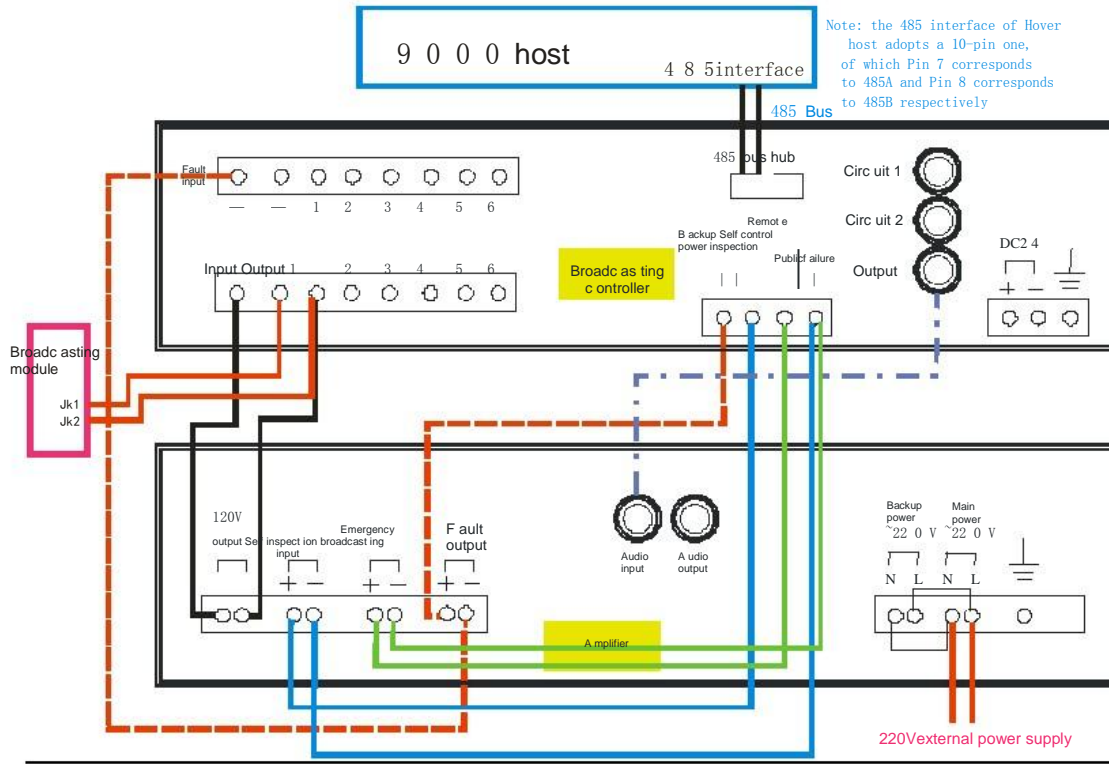 9 0 0 0 host
4 8 5interface
Note: the 485 interface of Hover
host adopts a 10-pin one,
of which Pin 7 corresponds
to 485A and Pin 8 corresponds
to 485B respectively
485 Bus
Fault
input
— — 1 2 3 4 5 6
485 bus hub
Circ uit 1
Circ uit 2
Output
Remot e
B ackup Self control
power inspection
Publicf ailure
DC2 4
+ −
Input Output 1 2 3 4 5 6
Broadc as ting
c ontroller
Broadc asting
module
Jk1
Jk2
120V
Emergency
output Self inspect ion broadcast ing
input
F ault
output
+ − + − + −
Audio
input
A udio
output
Backup
power
~22 0 V
Main
power
~22 0 V
N L N L
A mplifier
220Vexternal power supply